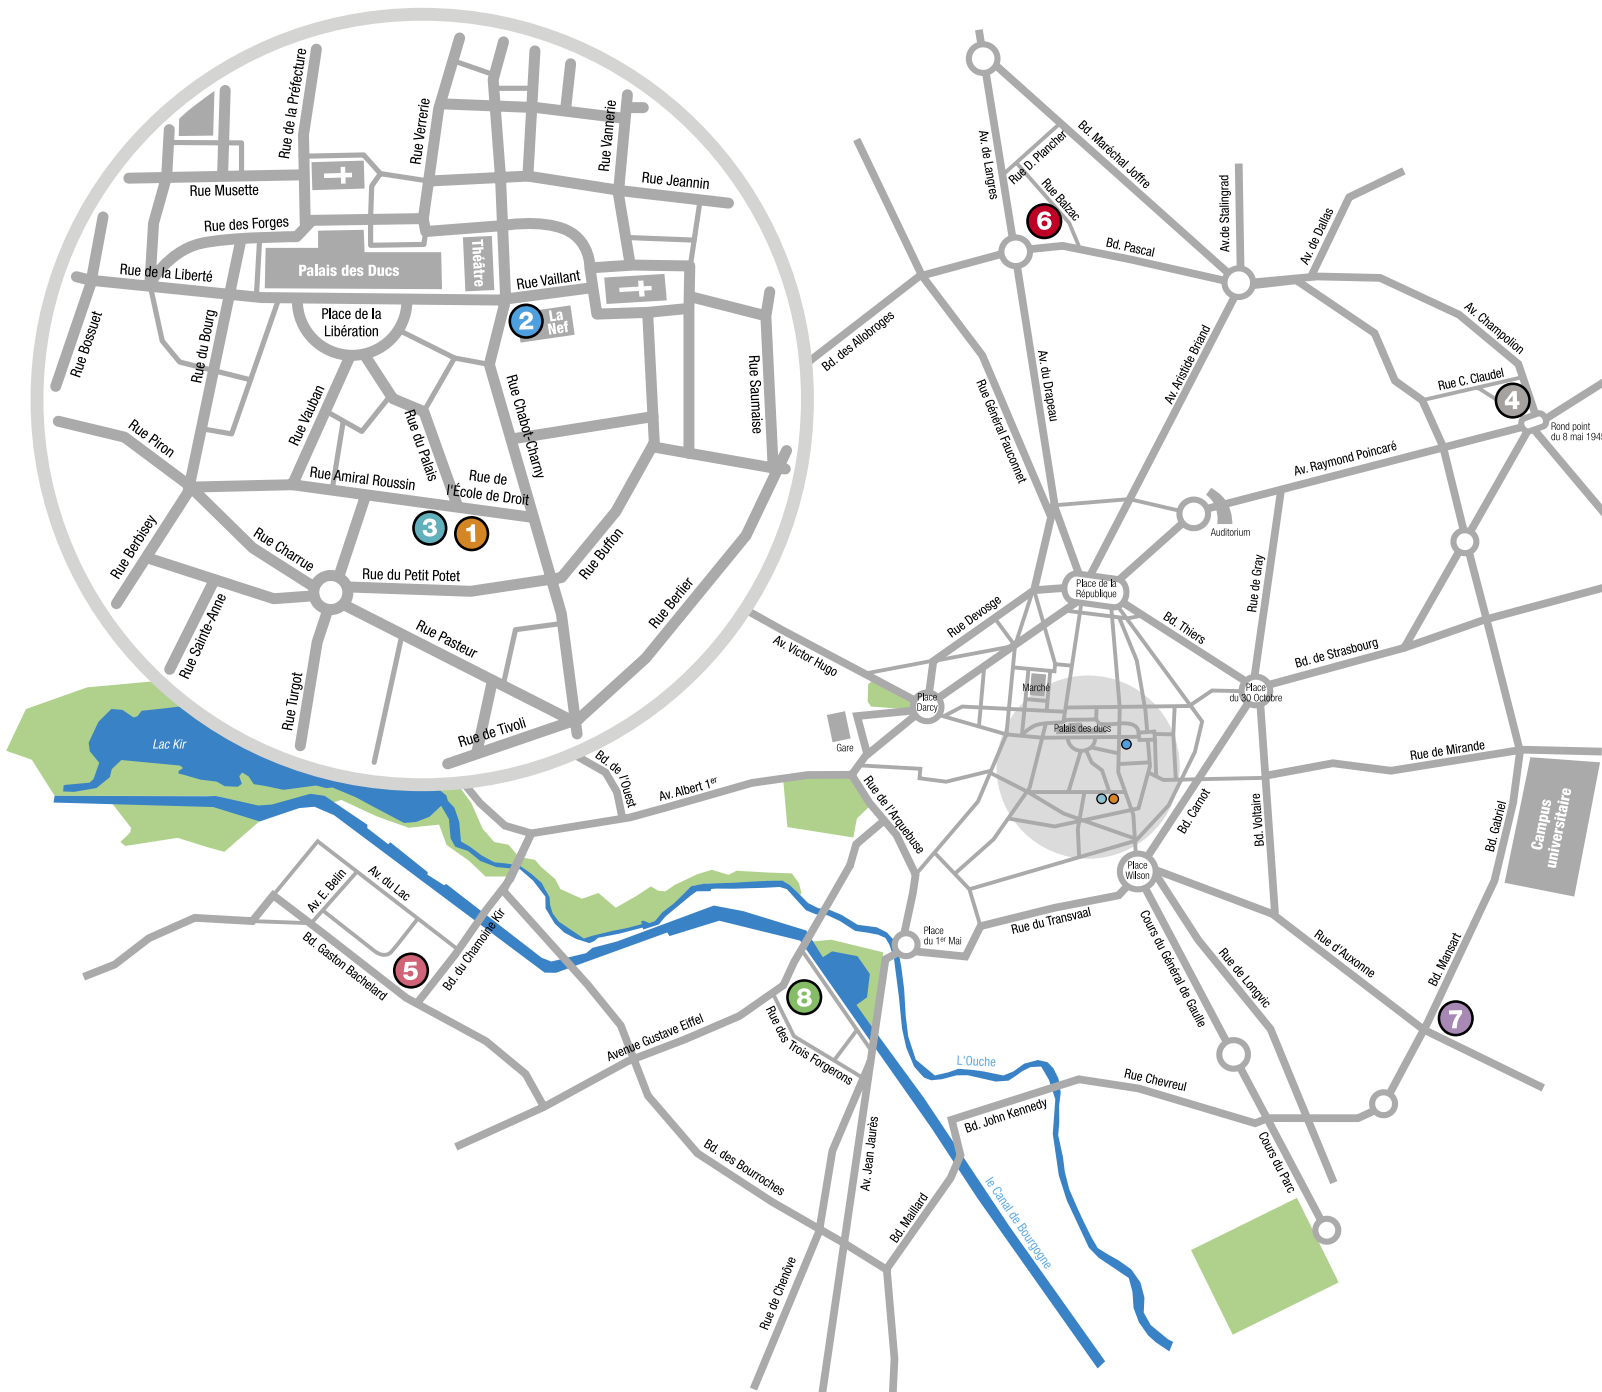 Rue de la Préfecture
Rue Verrerie
Rue Vannerie
Rue Musette
Rue Jeannin
Rue des Forges
Rue de la Liberté
Palais des Ducs
Théâtre
Rue Vaillant
Place de la
Libération
2
La
Nef
Rue Bossuet
Rue du Bourg
Rue Vauban
Rue du Palais
Rue Chabot-Charny
Rue Saumaise
Rue Piron
Rue Amiral Roussin
Rue de
l'École de Droit
3
1
Rue Berbisey
Rue Charrue
Rue du Petit Potet
Rue Buffon
Rue Berlier
Rue Sainte-Anne
Rue Pasteur
Rue Turgot
Rue de Tivoli
Av. de Langres
Rue D. Plancher
Rue Balzac
Bd. Maréchal Joffre
6
Bd. Pascal
Av.de Stalingrad
Av. de Dallas
Bd. des Allobroges
Rue Général Fauconnet
Av. du Drapeau
Av. Aristide Briand
Av. Champolion
Rue C. Claudel
4
Rond point
du 8 mai 1945
Av. Raymond Poincaré
Auditorium
Rue de Gray
Place de la
République
Rue Devosge
Bd. Thiers
Bd. de Strasbourg
Av. Victor Hugo
Place
Darcy
Marché
Place
du 30 Octobre
Gare
Palais des ducs
Rue de Mirande
Lac Kir
Bd. de l'Ouest
Av. Albert 1er
Rue de l'Arquebuse
Bd. Carnot
Bd. Voltaire
Bd. Gabriel
Campus
universitaire
Place
Wilson
Av. E. Belin
Av. du Lac
Bd. Gaston Bachelard
5
Bd. du Chamoine Kir
Place
du 1er Mai
Rue du Transvaal
Cours du Général de Gaulle
Rue de Longvic
Rue d'Auxonne
Bd. Mansart
7
8
Avenue Gustave Eiffel
Rue des Trois Forgerons
L'Ouche
Bd. John Kennedy
Rue Chevreul
Av. Jean Jaurès
Bd. des Bourroches
Bd. Maillard
le Canal de Bourgogne
Cours du Parc
Rue de Chenôve